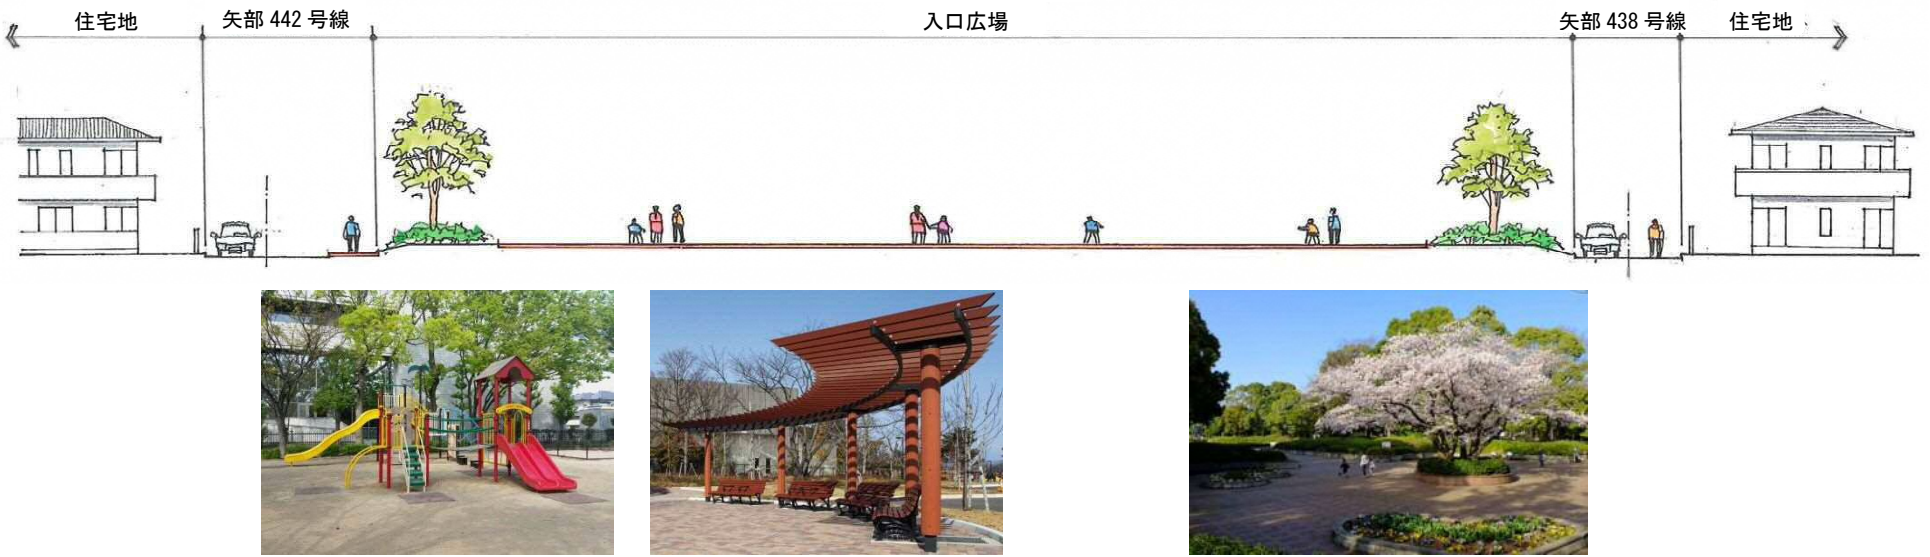 住宅地
矢部 442 号線
入口広場
矢部 438 号線
住宅地